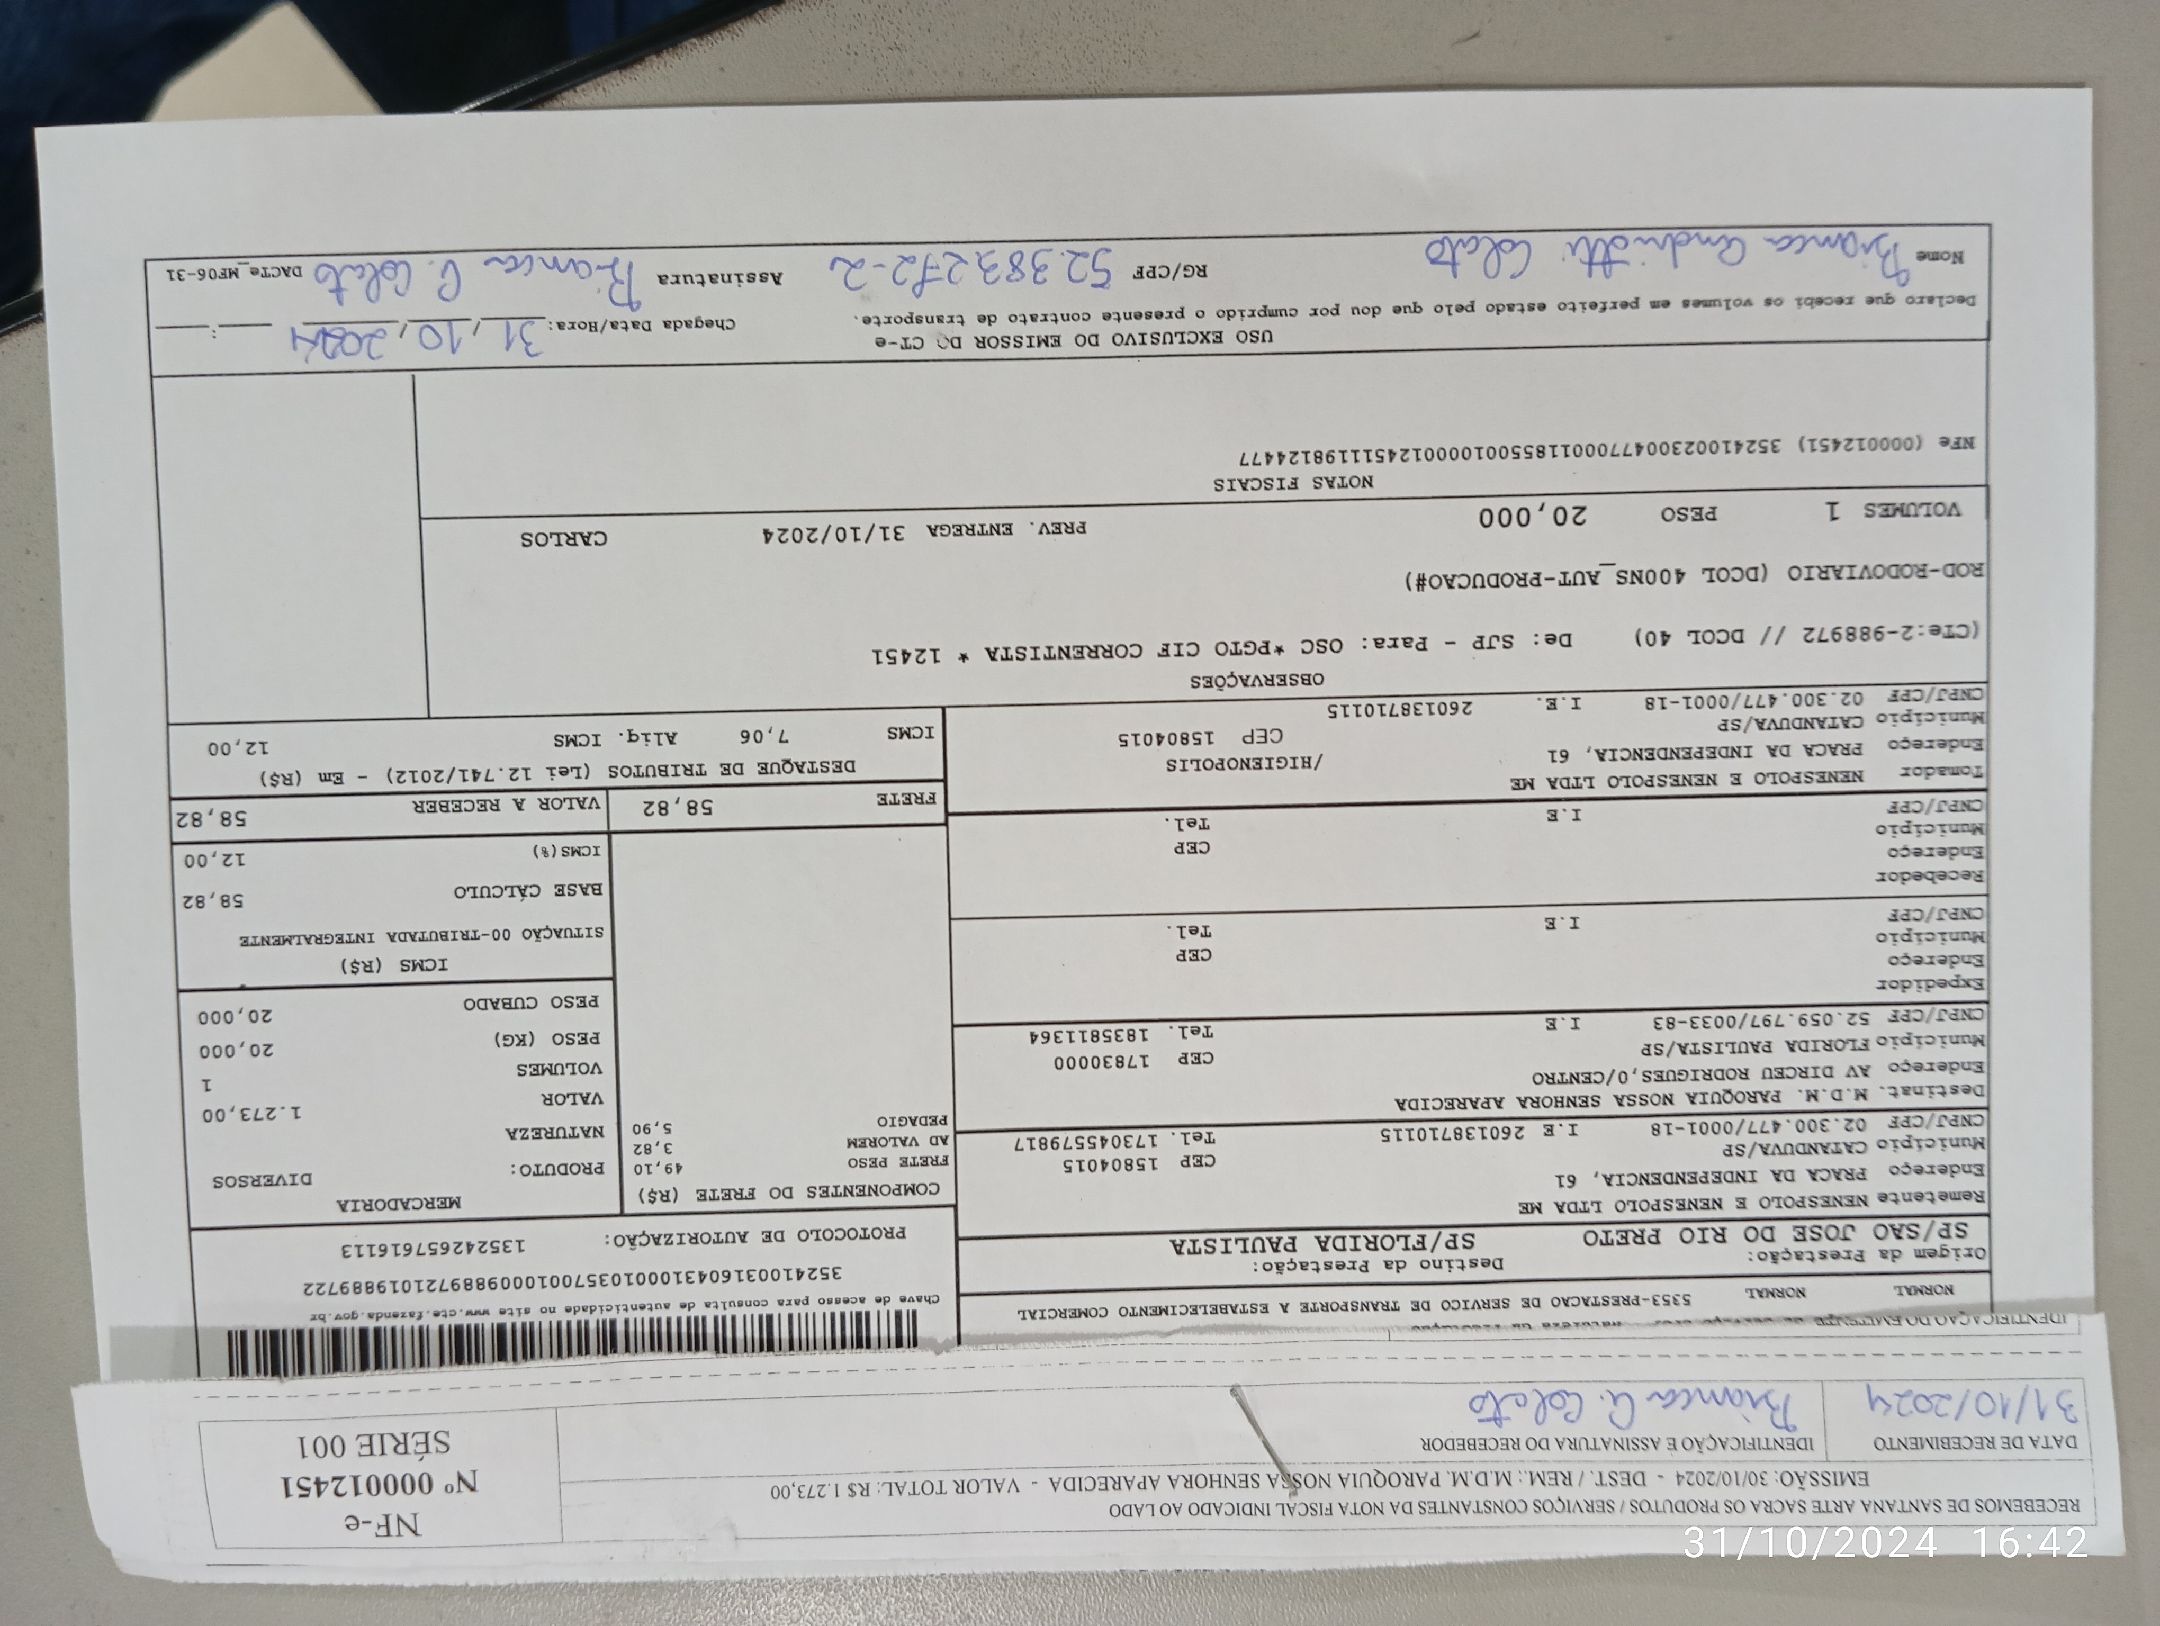 RECEBEMOS DE SANTANA ARTE SACRA OS PRODUTOS / SERVIÇOS CONSTANTES DA NOTA FISCAL INDICADO AO LADO
EMISSÃO: 30/10/2024 - DEST. / REM.: M.D.M. PAROQUIA NOSSA SENHORA APARECIDA - VALOR TOTAL: R$ 1.273,00
DATA DE RECEBIMENTO
31/10/2024
IDENTIFICAÇÃO E ASSINATURA DO RECEBEDOR
Bianca A. Colato
NF-e
Nº 000012451
SÉRIE 001
IDENTIFICAÇÃO DO EMITENTE
NORMAL NORMAL 5353-PRESTACAO DE SERVICO DE TRANSPORTE A ESTABELECIMENTO COMERCIAL
Origem da Prestação: Destino da Prestação:
SP/SAO JOSE DO RIO PRETO SP/FLORIDA PAULISTA
Chave de acesso para consulta de autenticidade no site www.cte.fazenda.gov.br
35241003160431000103570010009889721019889722
PROTOCOLO DE AUTORIZAÇÃO: 135242657616113
Remetente NENESPOLO E NENESPOLO LTDA ME
Endereço PRACA DA INDEPENDENCIA, 61
Município CATANDUVA/SP CEP 15804015
CNPJ/CPF 02.300.477/0001-18 I.E 260138710115 Tel. 173045579817
Destinat. M.D.M. PAROQUIA NOSSA SENHORA APARECIDA
Endereço AV DIRCEU RODRIGUES,0/CENTRO
Município FLORIDA PAULISTA/SP CEP 17830000
CNPJ/CPF 52.059.797/0033-83 I.E Tel. 1835811364
Expedidor
Endereço
Município CEP
CNPJ/CPF I.E Tel.
Recebedor
Endereço
Município CEP
CNPJ/CPF I.E Tel.
Tomador NENESPOLO E NENESPOLO LTDA ME
Endereço PRACA DA INDEPENDENCIA, 61 /HIGIENOPOLIS
Município CATANDUVA/SP CEP 15804015
CNPJ/CPF 02.300.477/0001-18 I.E. 260138710115
COMPONENTES DO FRETE (R$)
FRETE PESO 49,10
AD VALOREM 3,82
PEDAGIO 5,90
MERCADORIA
PRODUTO: DIVERSOS
NATUREZA
VALOR 1.273,00
VOLUMES 1
PESO (KG) 20,000
PESO CUBADO 20,000
ICMS (R$)
SITUAÇÃO 00-TRIBUTADA INTEGRALMENTE
BASE CÁLCULO 58,82
ICMS(%) 12,00
FRETE 58,82 VALOR A RECEBER 58,82
DESTAQUE DE TRIBUTOS (Lei 12.741/2012) - Em (R$)
ICMS 7,06 Aliq. ICMS 12,00
OBSERVAÇÕES
(CTe:2-988972 // DCOL 40) De: SJP - Para: OSC *PGTO CIF CORRENTISTA * 12451
ROD-RODOVIARIO (DCOL 400NS_AUT-PRODUCAO#)
VOLUMES 1 PESO 20,000 PREV. ENTREGA 31/10/2024 CARLOS
NOTAS FISCAIS
NFe (000012451) 35241002300477000118550010000124511119812447​7
USO EXCLUSIVO DO EMISSOR DO CT-e
Declaro que recebi os volumes em perfeito estado pelo que dou por cumprido o presente contrato de transporte.
Chegada Data/Hora: 31/10/2024 __:__
Nome Bianca Andriotti Colato RG/CPF 52.383.272-2 Assinatura Bianca A. Colato DACTe_MF06-31
31/10/2024 16:42